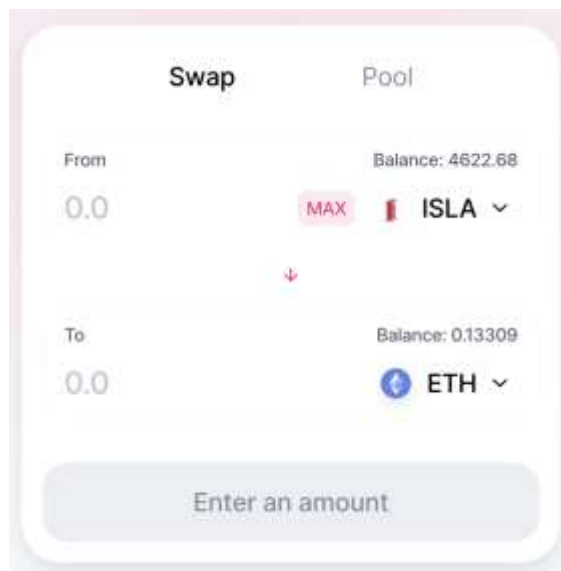 Swap Pool
From Balance: 4622.68
0.0 MAX ISLA
To Balance: 0.13309
0.0 ETH
Enter an amount